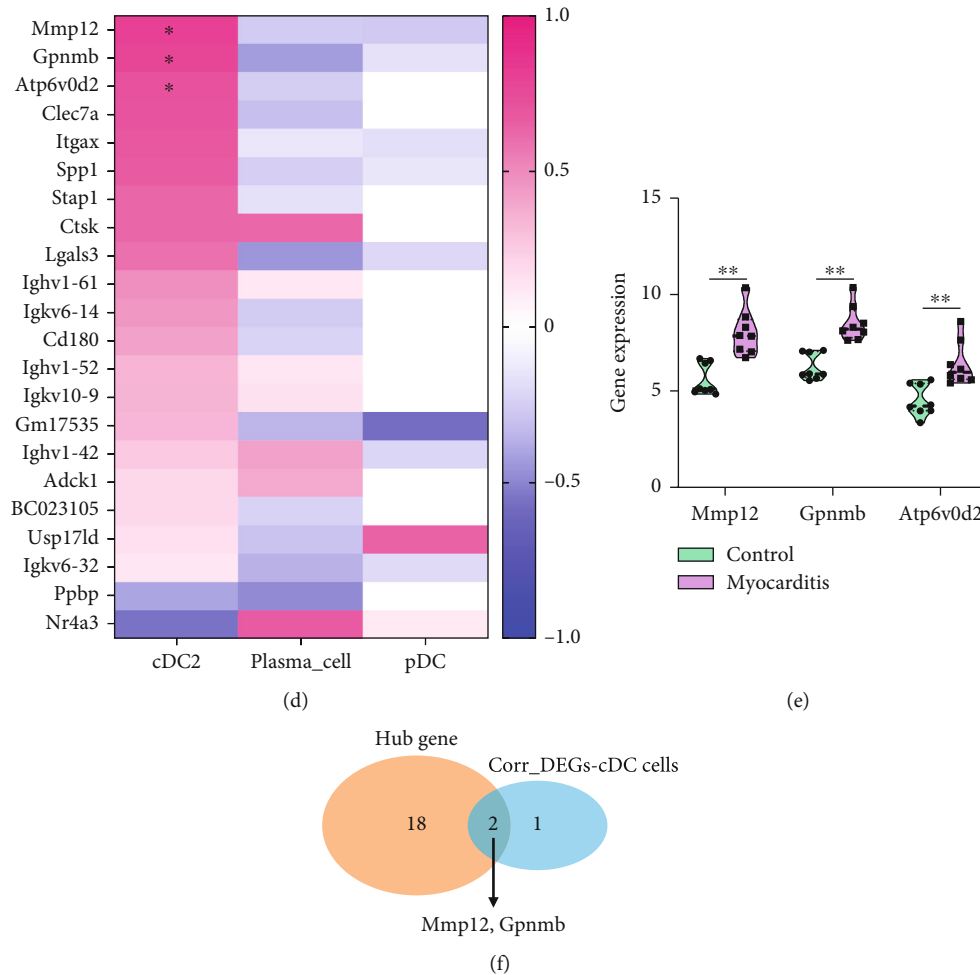 Mmp12
Gpnmb
Atp6v0d2
Clec7a
Itgax
Spp1
Stap1
Ctsk
Lgals3
Ighv1-61
Igkv6-14
Cd180
Ighv1-52
Igkv10-9
Gm17535
Ighv1-42
Adck1
BC023105
Usp17ld
Igkv6-32
Ppbp
Nr4a3
*
*
*
cDC2 Plasma_cell pDC
1.0
0.5
0
–0.5
–1.0
(d)
Gene expression
15
10
5
0
** ** **
Mmp12 Gpnmb Atp6v0d2
Control
Myocarditis
(e)
Hub gene
Corr_DEGs-cDC cells
18 2 1
Mmp12, Gpnmb
(f)